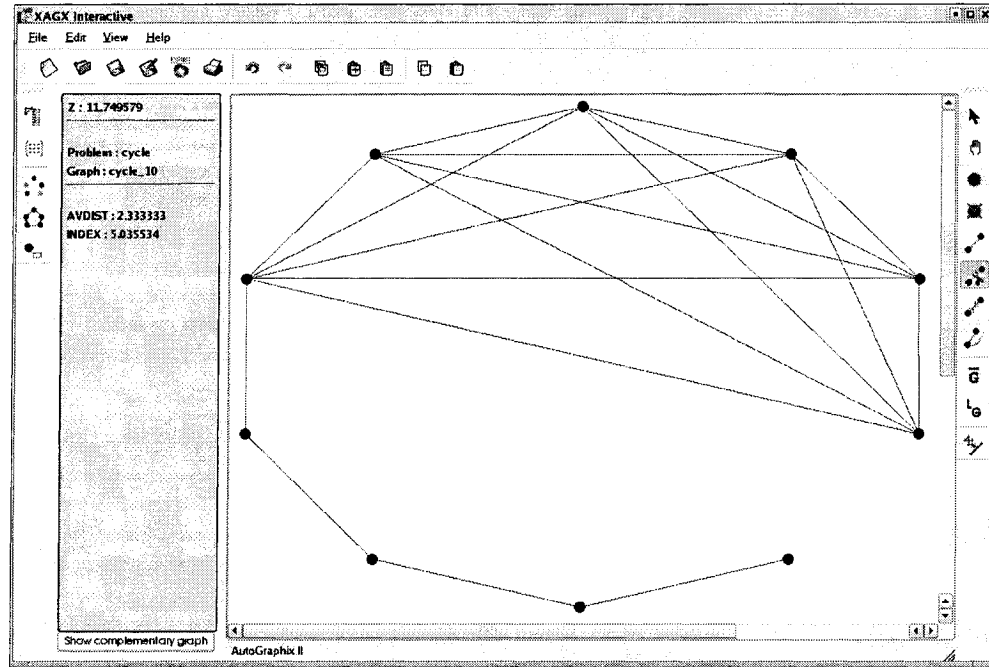 XAGX Interactive
File Edit View Help
Z : 11.749579
Problem : cycle
Graph : cycle_10
AVDIST : 2.333333
INDEX : 5.035534
G
LG
Show complementary graph
AutoGraphix II